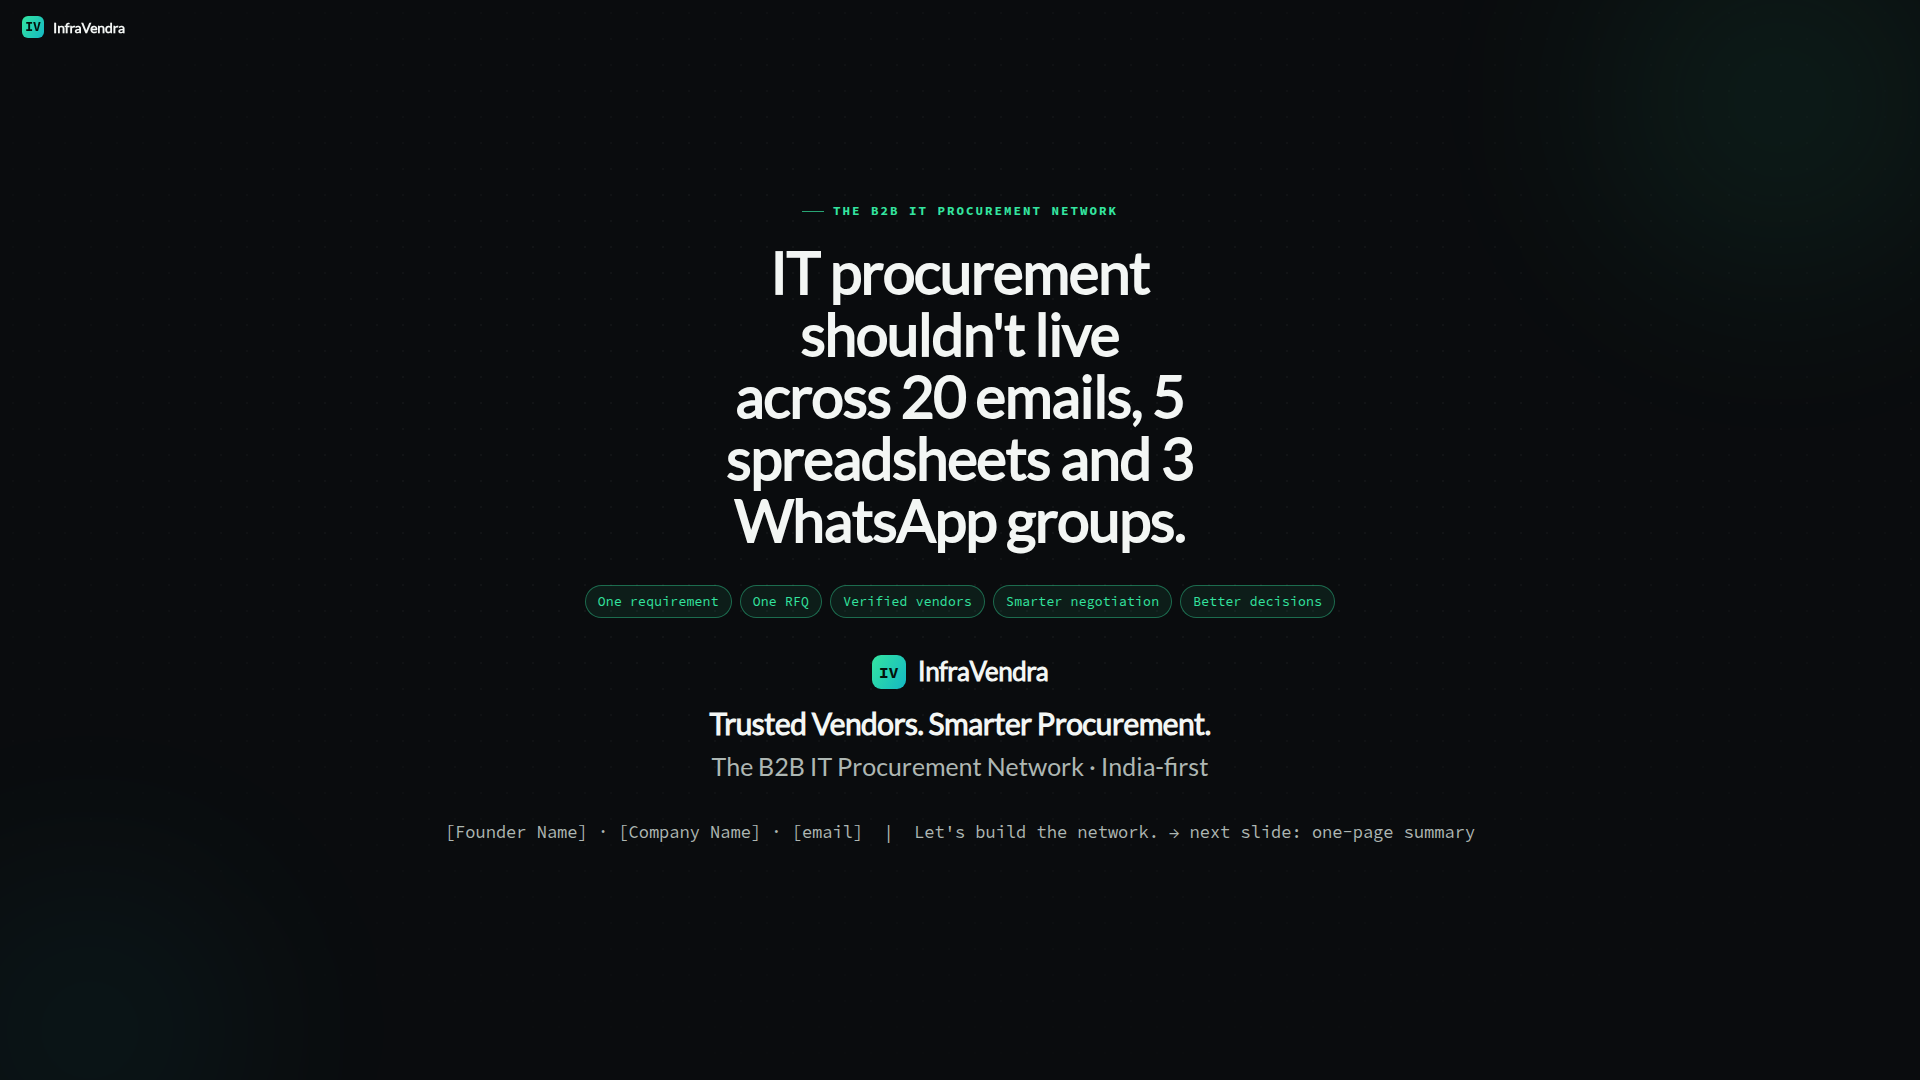 IV InfraVendra
THE B2B IT PROCUREMENT NETWORK
IT procurement
shouldn't live
across 20 emails, 5
spreadsheets and 3
WhatsApp groups.
One requirement One RFQ Verified vendors Smarter negotiation Better decisions
IV InfraVendra
Trusted Vendors. Smarter Procurement.
The B2B IT Procurement Network · India-first
[Founder Name] · [Company Name] · [email] | Let's build the network. → next slide: one-page summary